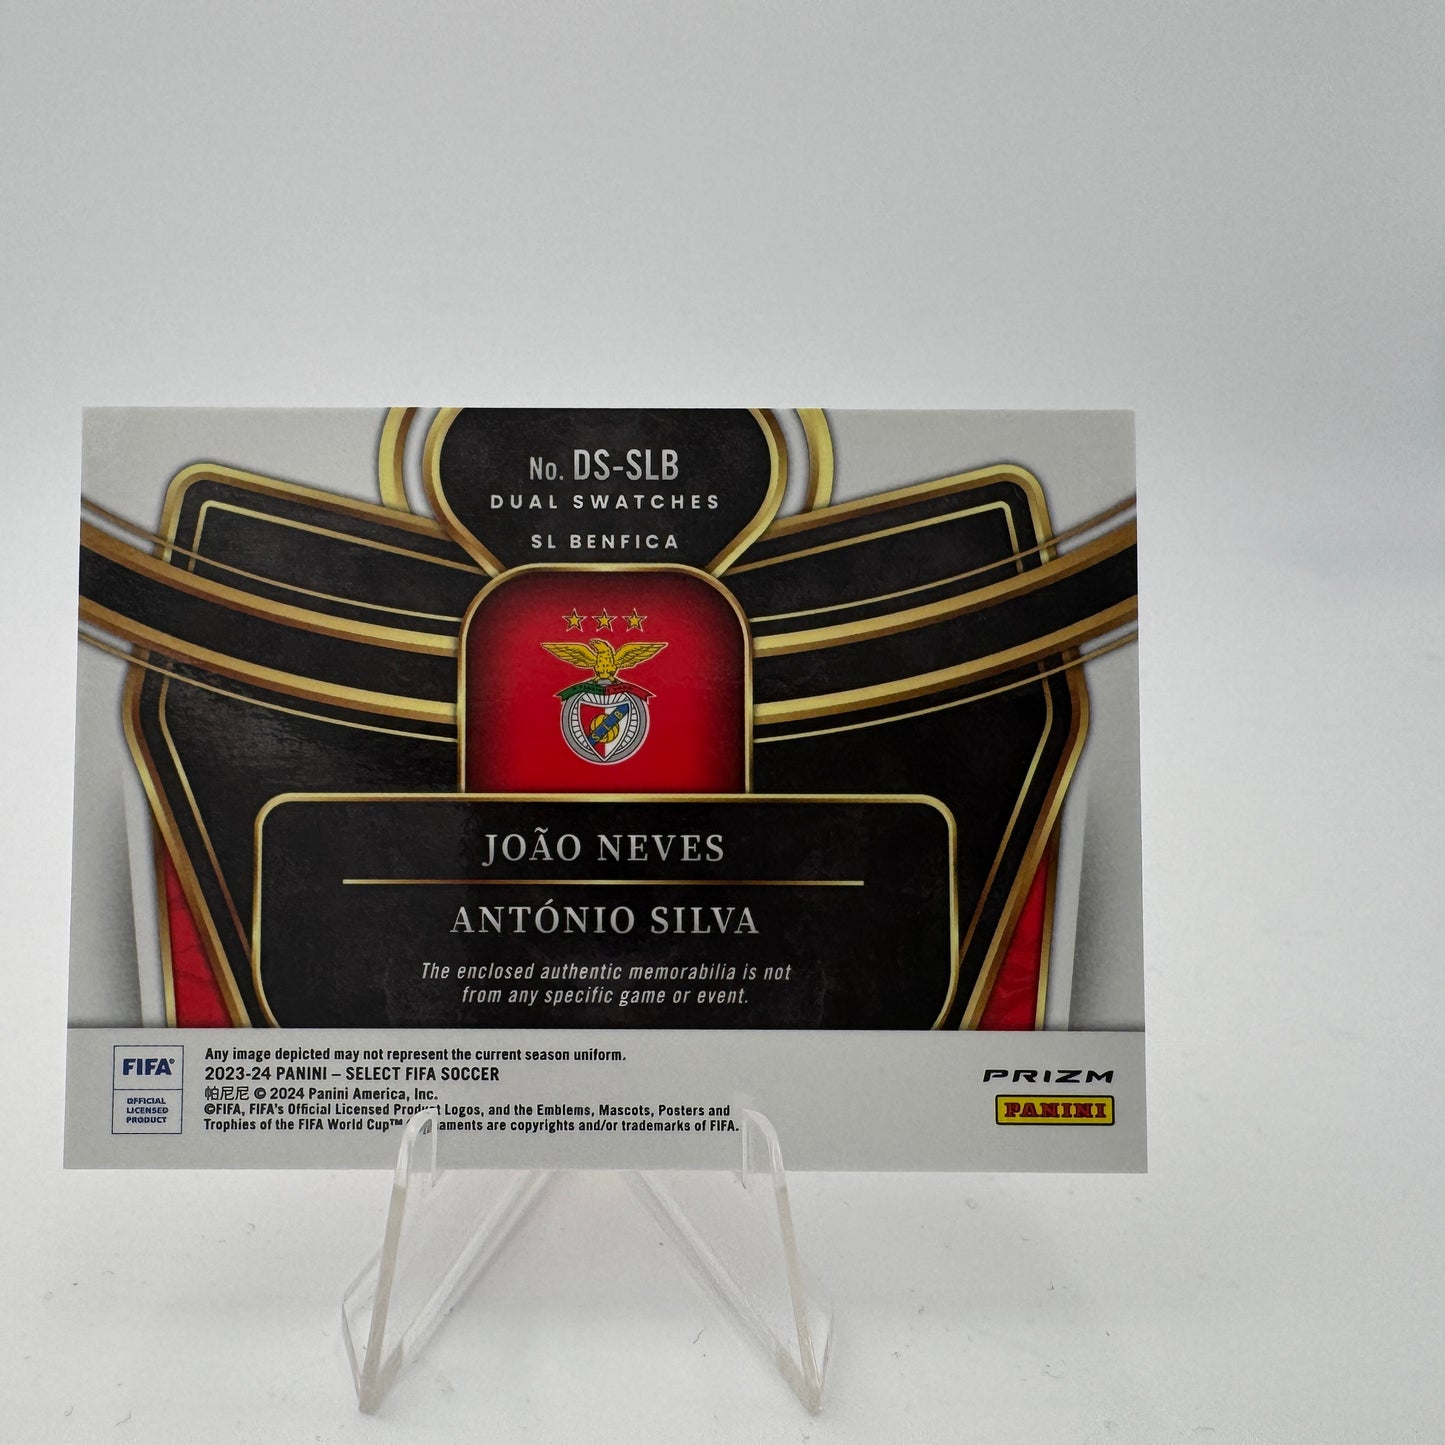 No. DS-SLB
DUAL SWATCHES
SL BENFICA
JOÃO NEVES
ANTÓNIO SILVA
The enclosed authentic memorabilia is not
from any specific game or event.
FIFA®
OFFICIAL
LICENSED
PRODUCT
Any image depicted may not represent the current season uniform.
2023-24 PANINI – SELECT FIFA SOCCER
帕尼尼 © 2024 Panini America, Inc.
©FIFA, FIFA's Official Licensed Product Logos, and the Emblems, Mascots, Posters and
Trophies of the FIFA World Cup™ are copyrights and/or trademarks of FIFA.
PRIZM
PANINI